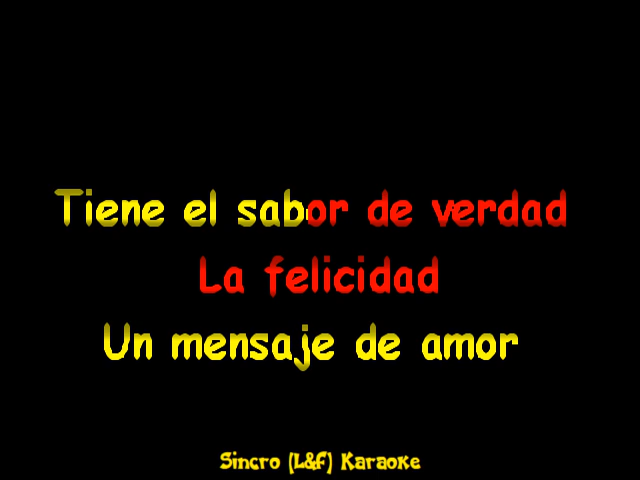 Tiene el sabor de verdad
La felicidad
Un mensaje de amor
Sincro (L&F) Karaoke